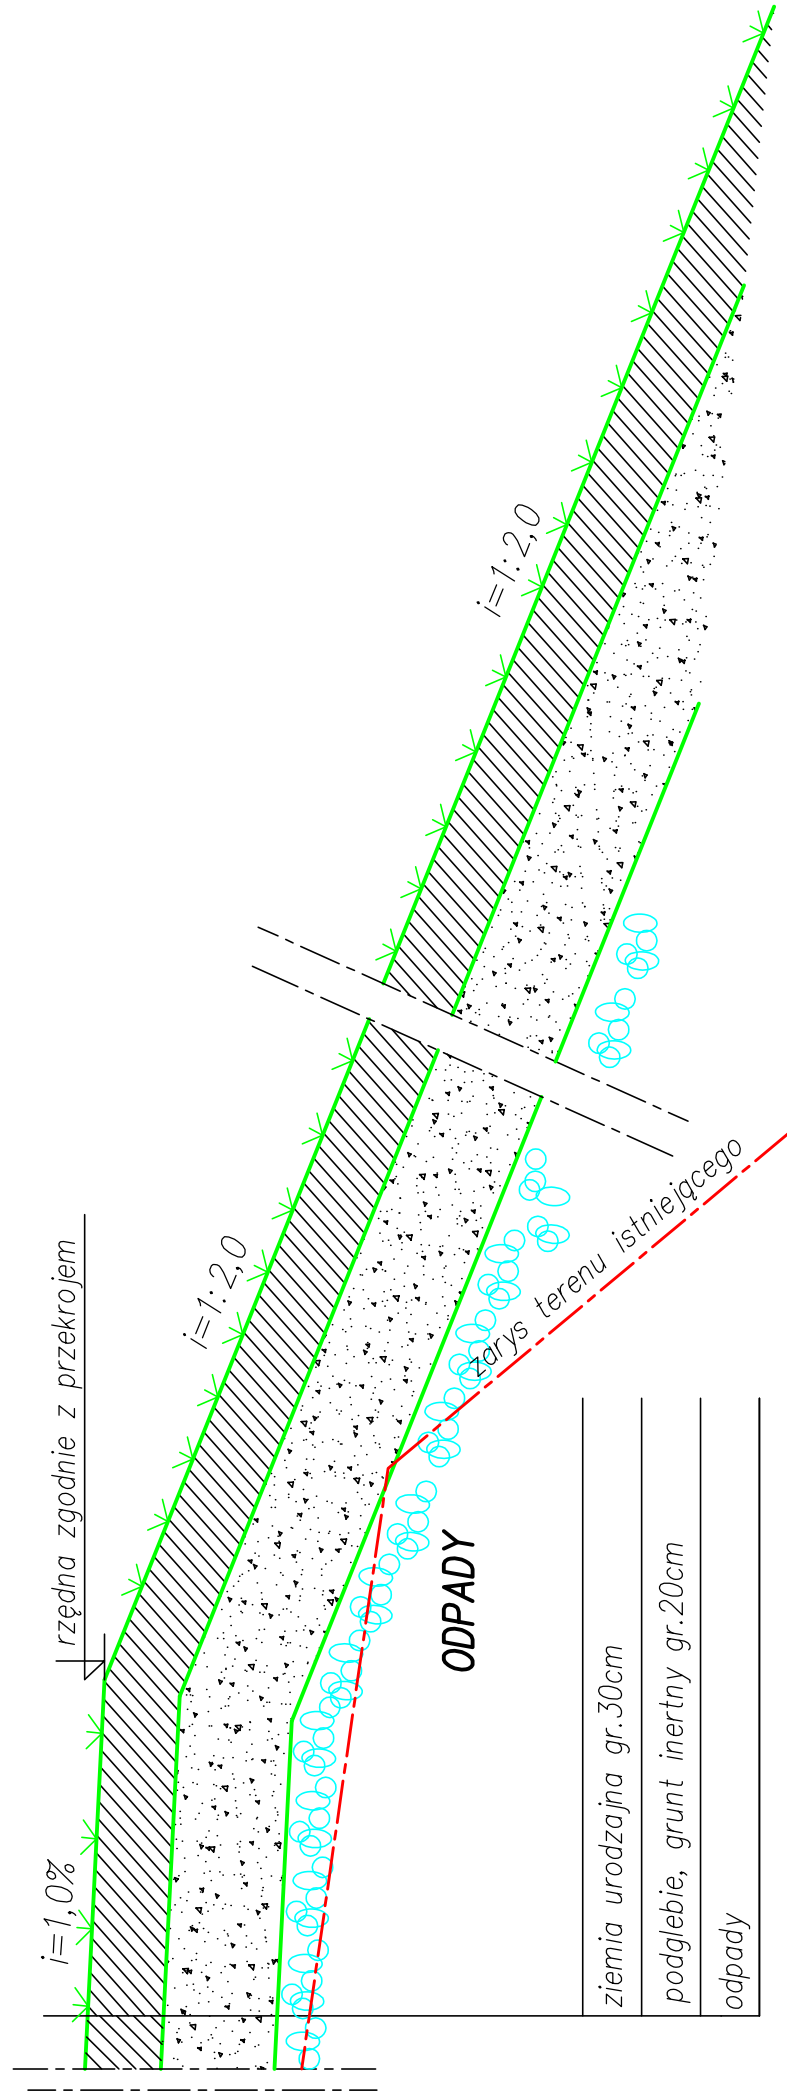 rzędna zgodnie z przekrojem
i=1,0%
i=1:2,0
i=1:2,0
zarys terenu istniejącego
ODPADY
ziemia urodzajna gr.30cm
podglebie, grunt inertny gr.20cm
odpady